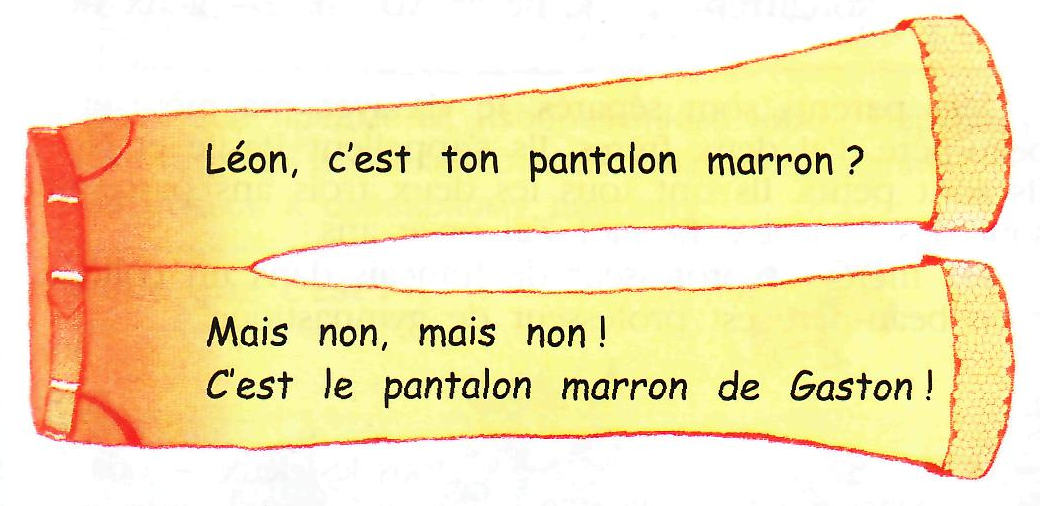 Léon, c'est ton pantalon marron ?
Mais non, mais non !
C'est le pantalon marron de Gaston !